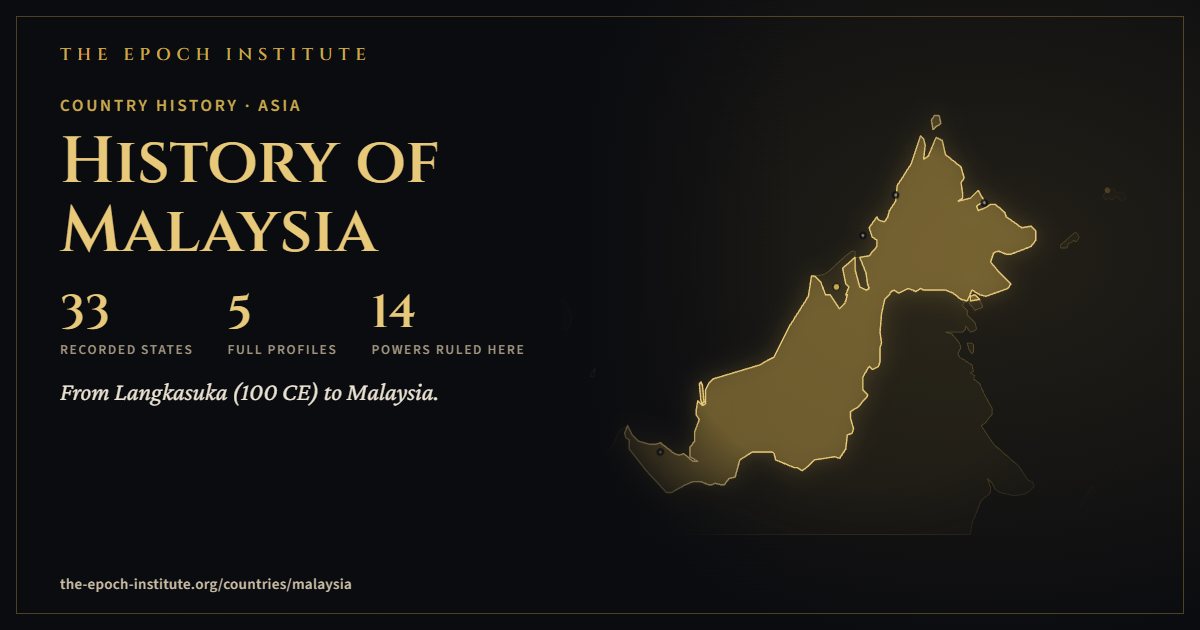 THE EPOCH INSTITUTE
COUNTRY HISTORY · ASIA
HISTORY OF
MALAYSIA
33 5 14
RECORDED STATES FULL PROFILES POWERS RULED HERE
From Langkasuka (100 CE) to Malaysia.
the-epoch-institute.org/countries/malaysia